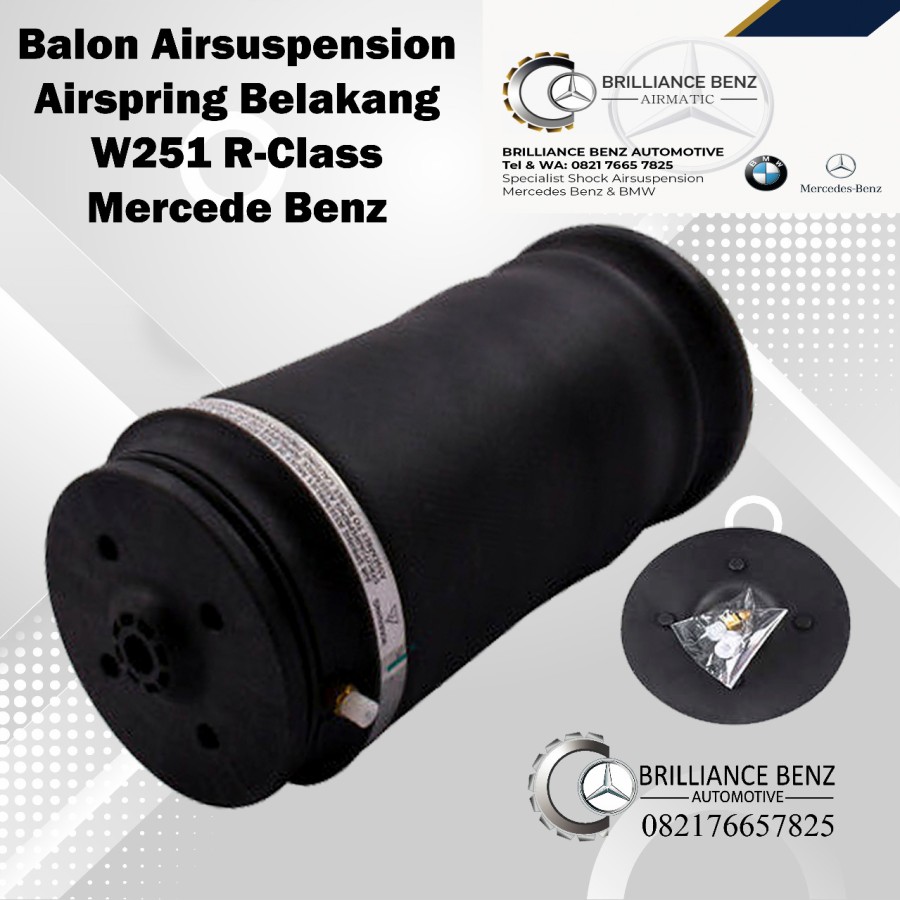 Balon Airsuspension
Airspring Belakang
W251 R-Class
Mercede Benz
BRILLIANCE BENZ
AIRMATIC
BRILLIANCE BENZ AUTOMOTIVE
Tel & WA: 0821 7665 7825
Specialist Shock Airsuspension
Mercedes Benz & BMW
BMW
Mercedes-Benz
WARNING
BRILLIANCE BENZ
AUTOMOTIVE
082176657825